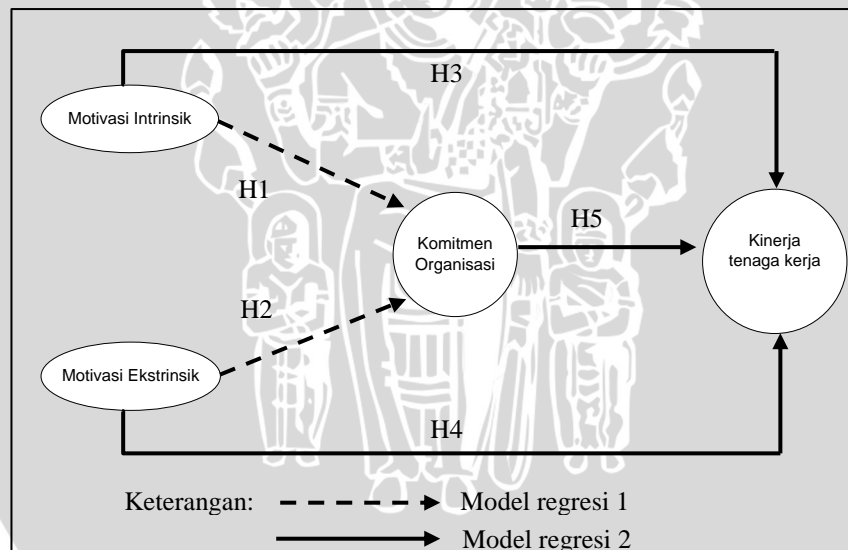 H3
Motivasi Intrinsik
H1
Komitmen
Organisasi
H5
Kinerja
tenaga kerja
H2
Motivasi Ekstrinsik
H4
Keterangan:
Model regresi 1
Model regresi 2